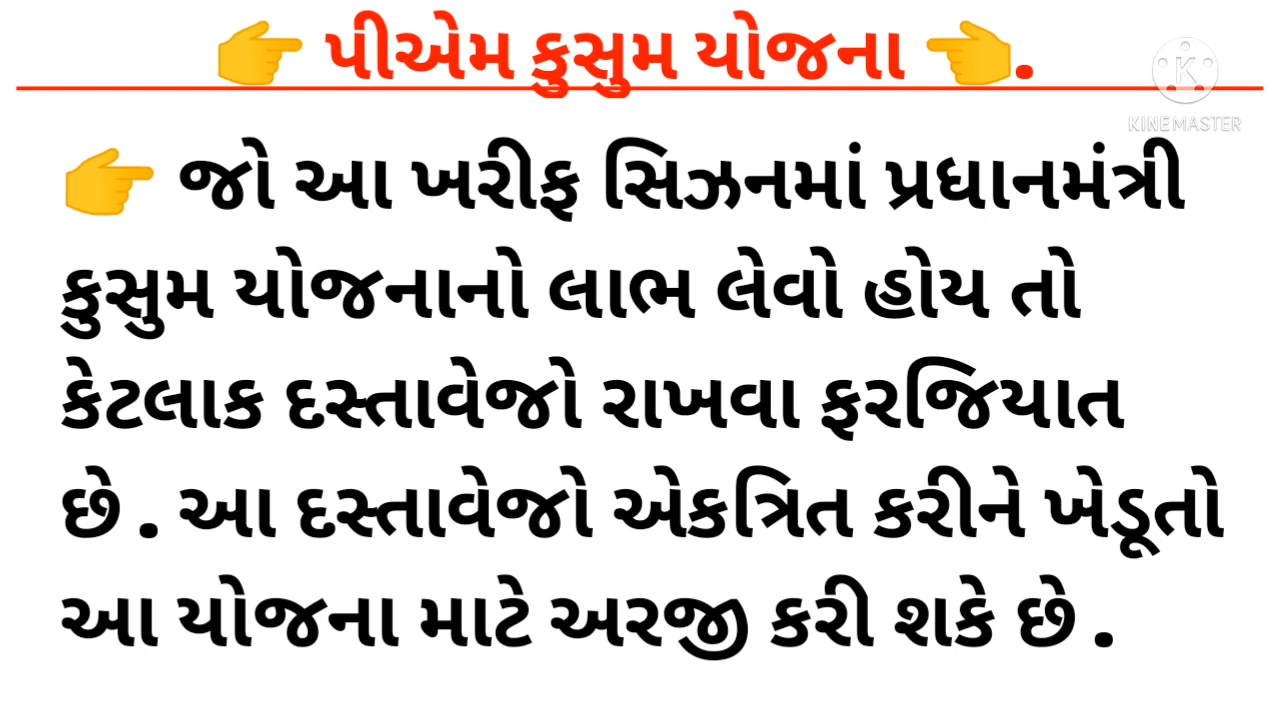 👉 પીએમ કુસુમ યોજના 👈.
KINEMASTER
👉 જો આ ખરીફ સિઝનમાં પ્રધાનમંત્રી
કુસુમ યોજનાનો લાભ લેવો હોય તો
કેટલાક દસ્તાવેજો રાખવા ફરજિયાત
છે . આ દસ્તાવેજો એકત્રિત કરીને ખેડૂતો
આ યોજના માટે અરજી કરી શકે છે .